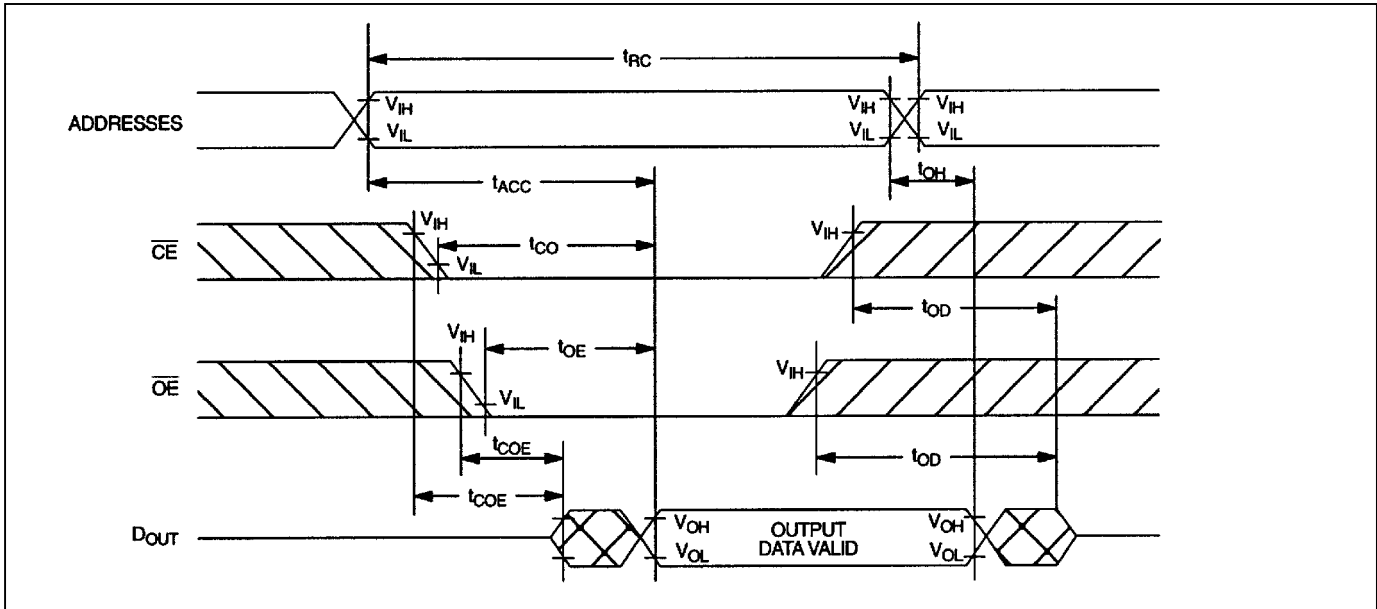 tRC
ADDRESSES
VIH
VIL
VIH
VIL
VIH
VIL
tACC
tOH
CE
VIH
VIL
tCO
VIH
tOD
OE
VIH
VIL
tOE
VIH
tCOE
tOD
tCOE
DOUT
VOH
VOL
OUTPUT
DATA VALID
VOH
VOL